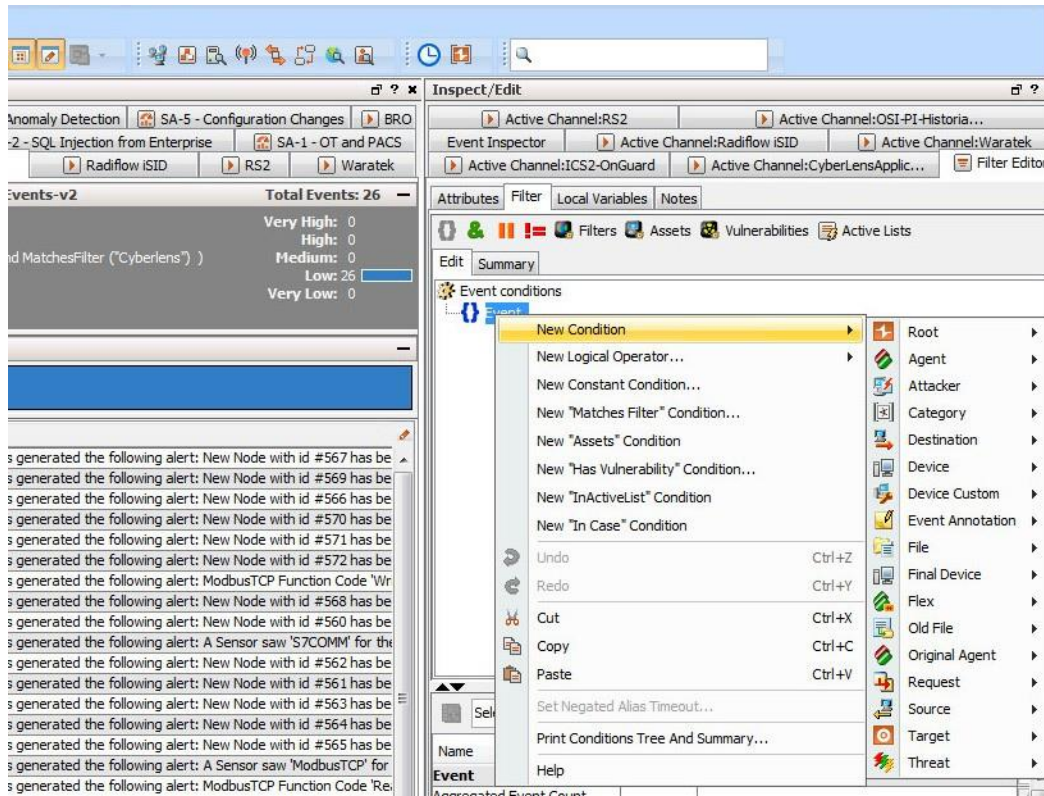 Inspect/Edit
Anomaly Detection
SA-5 - Configuration Changes
BRO
-2 - SQL Injection from Enterprise
SA-1 - OT and PACS
Radiflow iSID
RS2
Waratek
Events-v2
Total Events: 26
Very High: 0
High: 0
Medium: 0
Low: 26
Very Low: 0
nd MatchesFilter ("Cyberlens") )
s generated the following alert: New Node with id #567 has be
s generated the following alert: New Node with id #569 has be
s generated the following alert: New Node with id #566 has be
s generated the following alert: New Node with id #570 has be
s generated the following alert: New Node with id #571 has be
s generated the following alert: New Node with id #572 has be
s generated the following alert: ModbusTCP Function Code 'Wri
s generated the following alert: New Node with id #568 has be
s generated the following alert: New Node with id #560 has be
s generated the following alert: A Sensor saw 'S7COMM' for the
s generated the following alert: New Node with id #562 has be
s generated the following alert: New Node with id #561 has be
s generated the following alert: New Node with id #563 has be
s generated the following alert: New Node with id #564 has be
s generated the following alert: New Node with id #565 has be
s generated the following alert: A Sensor saw 'ModbusTCP' for
s generated the following alert: ModbusTCP Function Code 'Rea
Active Channel:RS2
Active Channel:OSI-PI-Historia...
Event Inspector
Active Channel:Radiflow iSID
Active Channel:Waratek
Active Channel:ICS2-OnGuard
Active Channel:CyberLensApplic...
Filter Editor
Attributes
Filter
Local Variables
Notes
Filters
Assets
Vulnerabilities
Active Lists
Edit
Summary
Event conditions
Event
New Condition
New Logical Operator...
New Constant Condition...
New "Matches Filter" Condition...
New "Assets" Condition
New "Has Vulnerability" Condition...
New "InActiveList" Condition
New "In Case" Condition
Undo Ctrl+Z
Redo Ctrl+Y
Cut Ctrl+X
Copy Ctrl+C
Paste Ctrl+V
Set Negated Alias Timeout...
Print Conditions Tree And Summary...
Help
Root
Agent
Attacker
Category
Destination
Device
Device Custom
Event Annotation
File
Final Device
Flex
Old File
Original Agent
Request
Source
Target
Threat
Name
Event
Aggregated Event Count